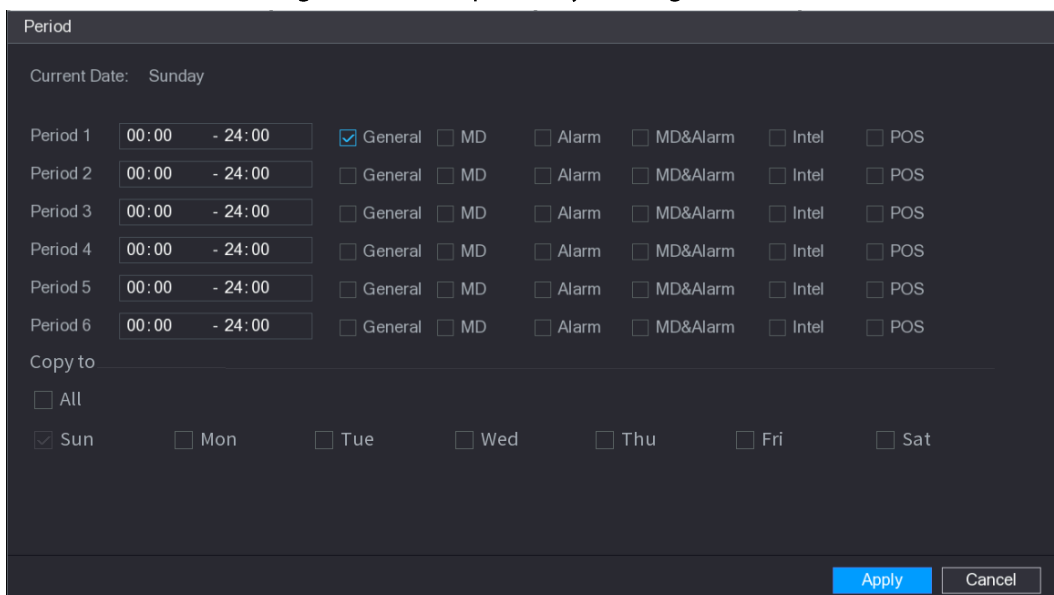 Period
Current Date: Sunday
Period 1 00:00 - 24:00 General MD Alarm MD&Alarm Intel POS
Period 2 00:00 - 24:00 General MD Alarm MD&Alarm Intel POS
Period 3 00:00 - 24:00 General MD Alarm MD&Alarm Intel POS
Period 4 00:00 - 24:00 General MD Alarm MD&Alarm Intel POS
Period 5 00:00 - 24:00 General MD Alarm MD&Alarm Intel POS
Period 6 00:00 - 24:00 General MD Alarm MD&Alarm Intel POS
Copy to
All
Sun Mon Tue Wed Thu Fri Sat
Apply Cancel